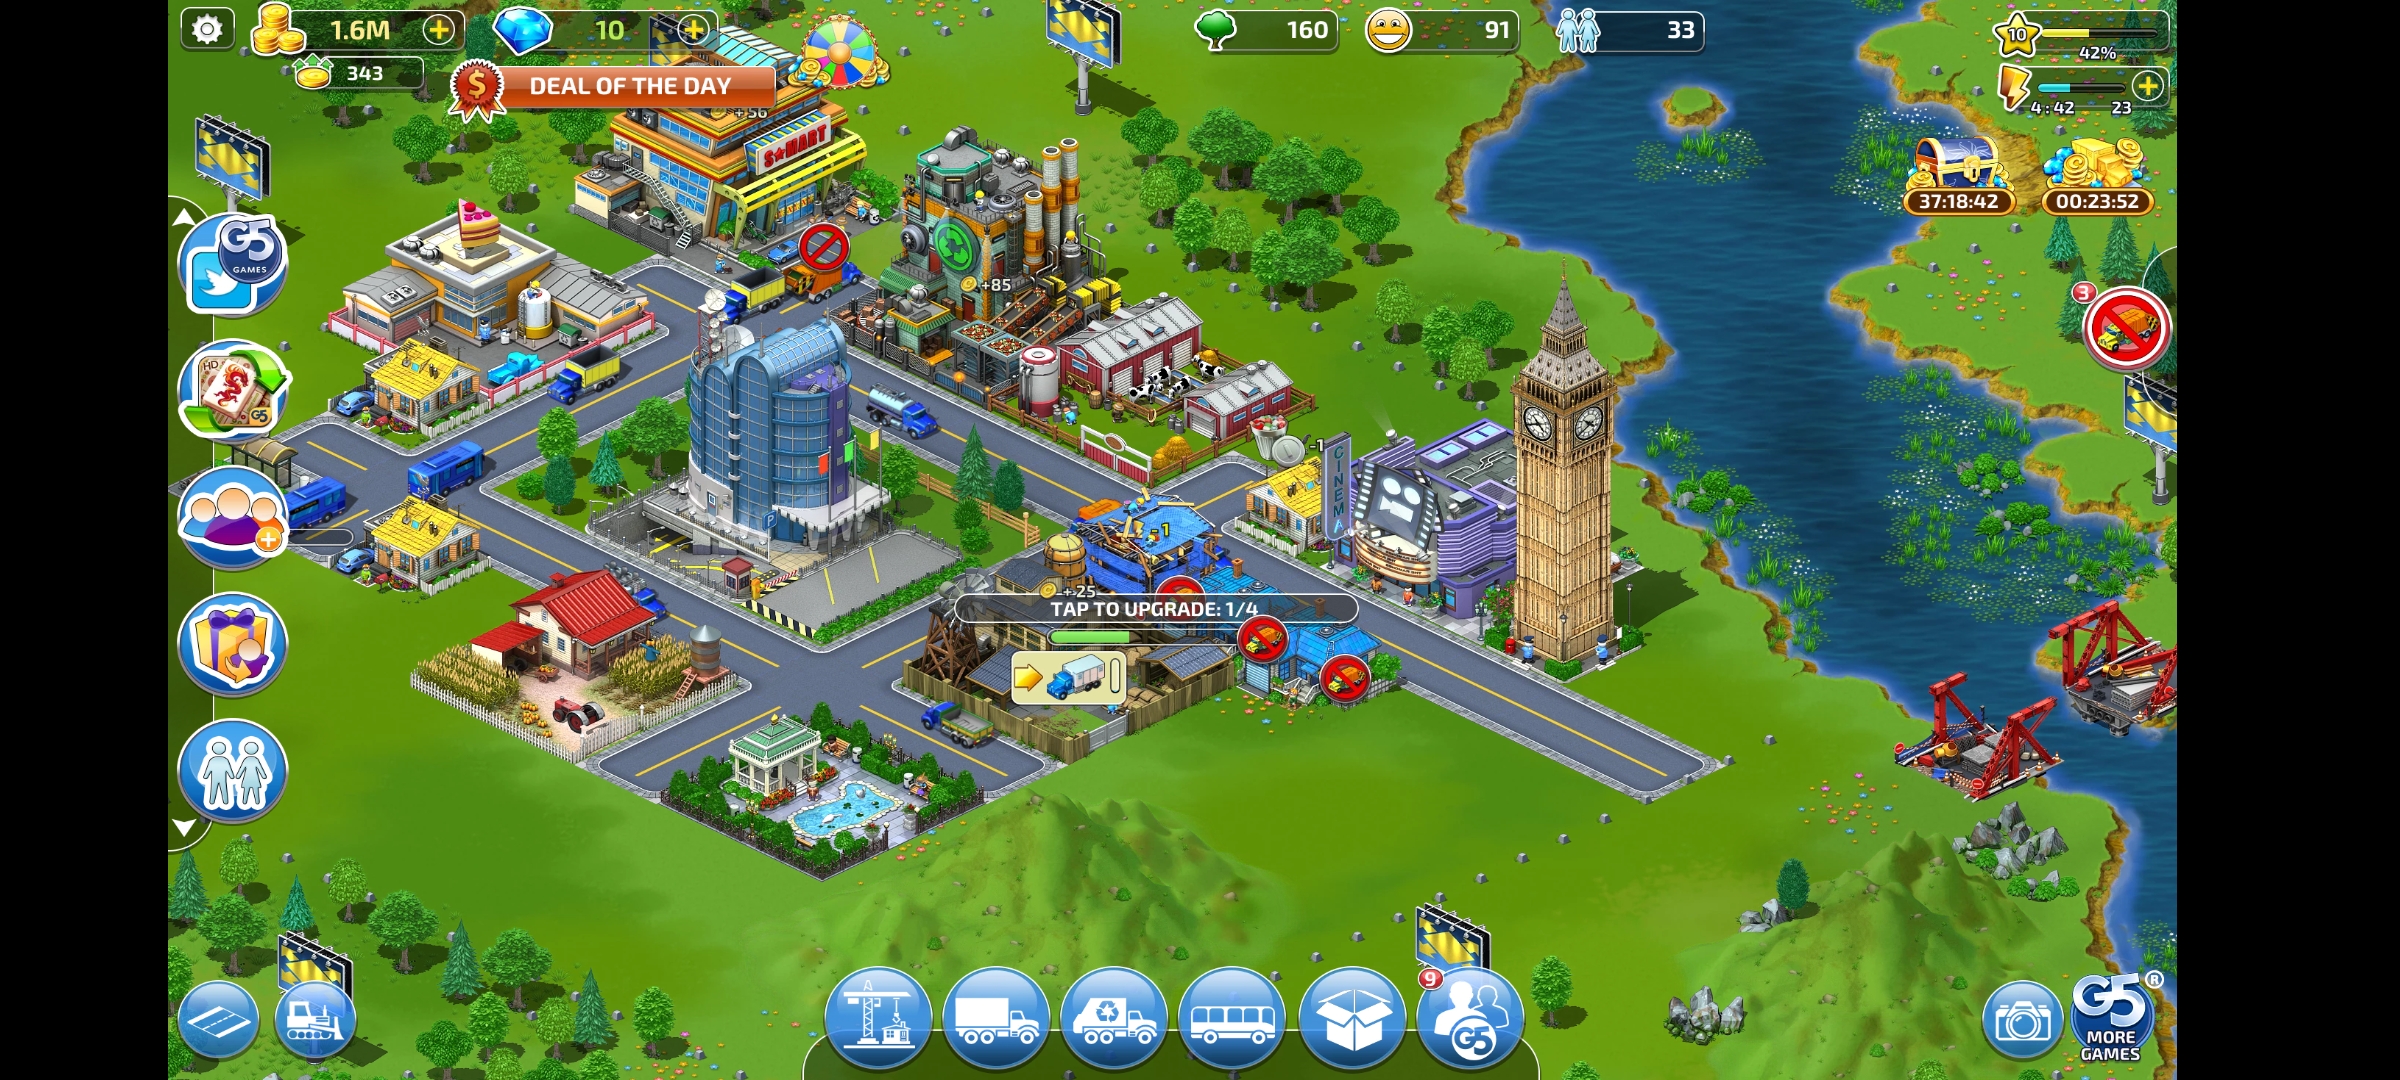 1.6M
10
160
91
33
10
42%
343
DEAL OF THE DAY
4:42
23
+56
S★MART
37:18:42
00:23:52
G5
GAMES
+85
3
HD
G5
CINEMA
-1
-1
+25
TAP TO UPGRADE: 1/4
P
9
G5
G5®
MORE
GAMES